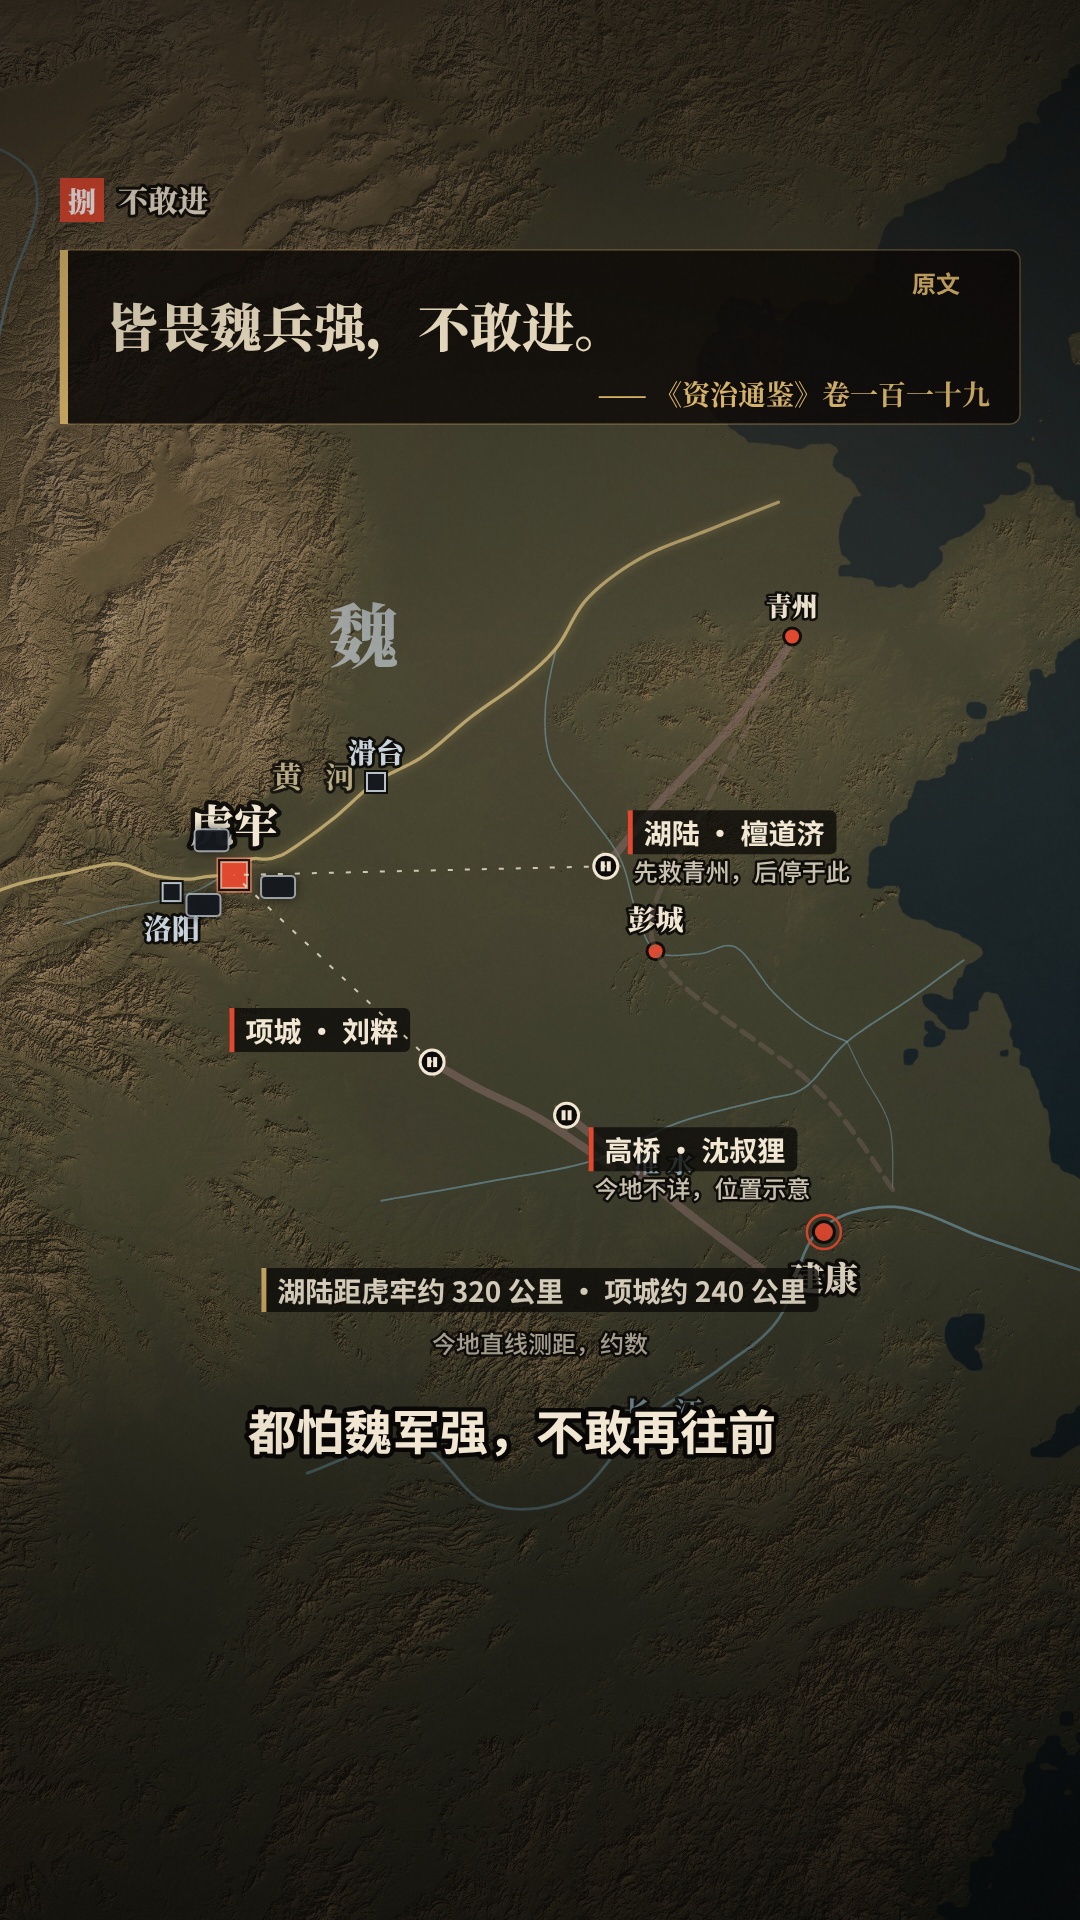 捌 不敢进
原文
皆畏魏兵强，不敢进。
—— 《资治通鉴》卷一百一十九
青州
魏
滑台
黄 河
虎牢
湖陆 · 檀道济
先救青州，后停于此
彭城
洛阳
项城 · 刘粹
高桥 · 沈叔狸
今地不详，位置示意
建康
湖陆距虎牢约 320 公里 · 项城约 240 公里
今地直线测距，约数
长 江
都怕魏军强，不敢再往前